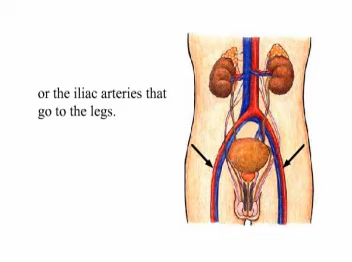 or the iliac arteries that
go to the legs.